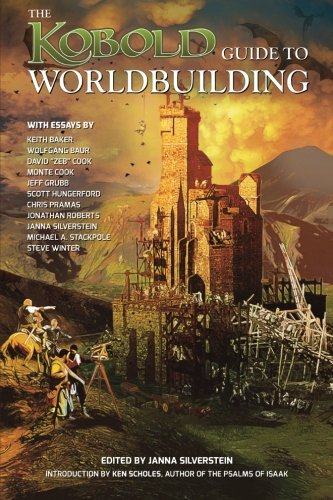 THE
KOBOLD
GUIDE TO
WORLDBUILDING
WITH ESSAYS BY
KEITH BAKER
WOLFGANG BAUR
DAVID "ZEB" COOK
MONTE COOK
JEFF GRUBB
SCOTT HUNGERFORD
CHRIS PRAMAS
JONATHAN ROBERTS
JANNA SILVERSTEIN
MICHAEL A. STACKPOLE
STEVE WINTER
EDITED BY JANNA SILVERSTEIN
INTRODUCTION BY KEN SCHOLES, AUTHOR OF THE PSALMS OF ISAAK